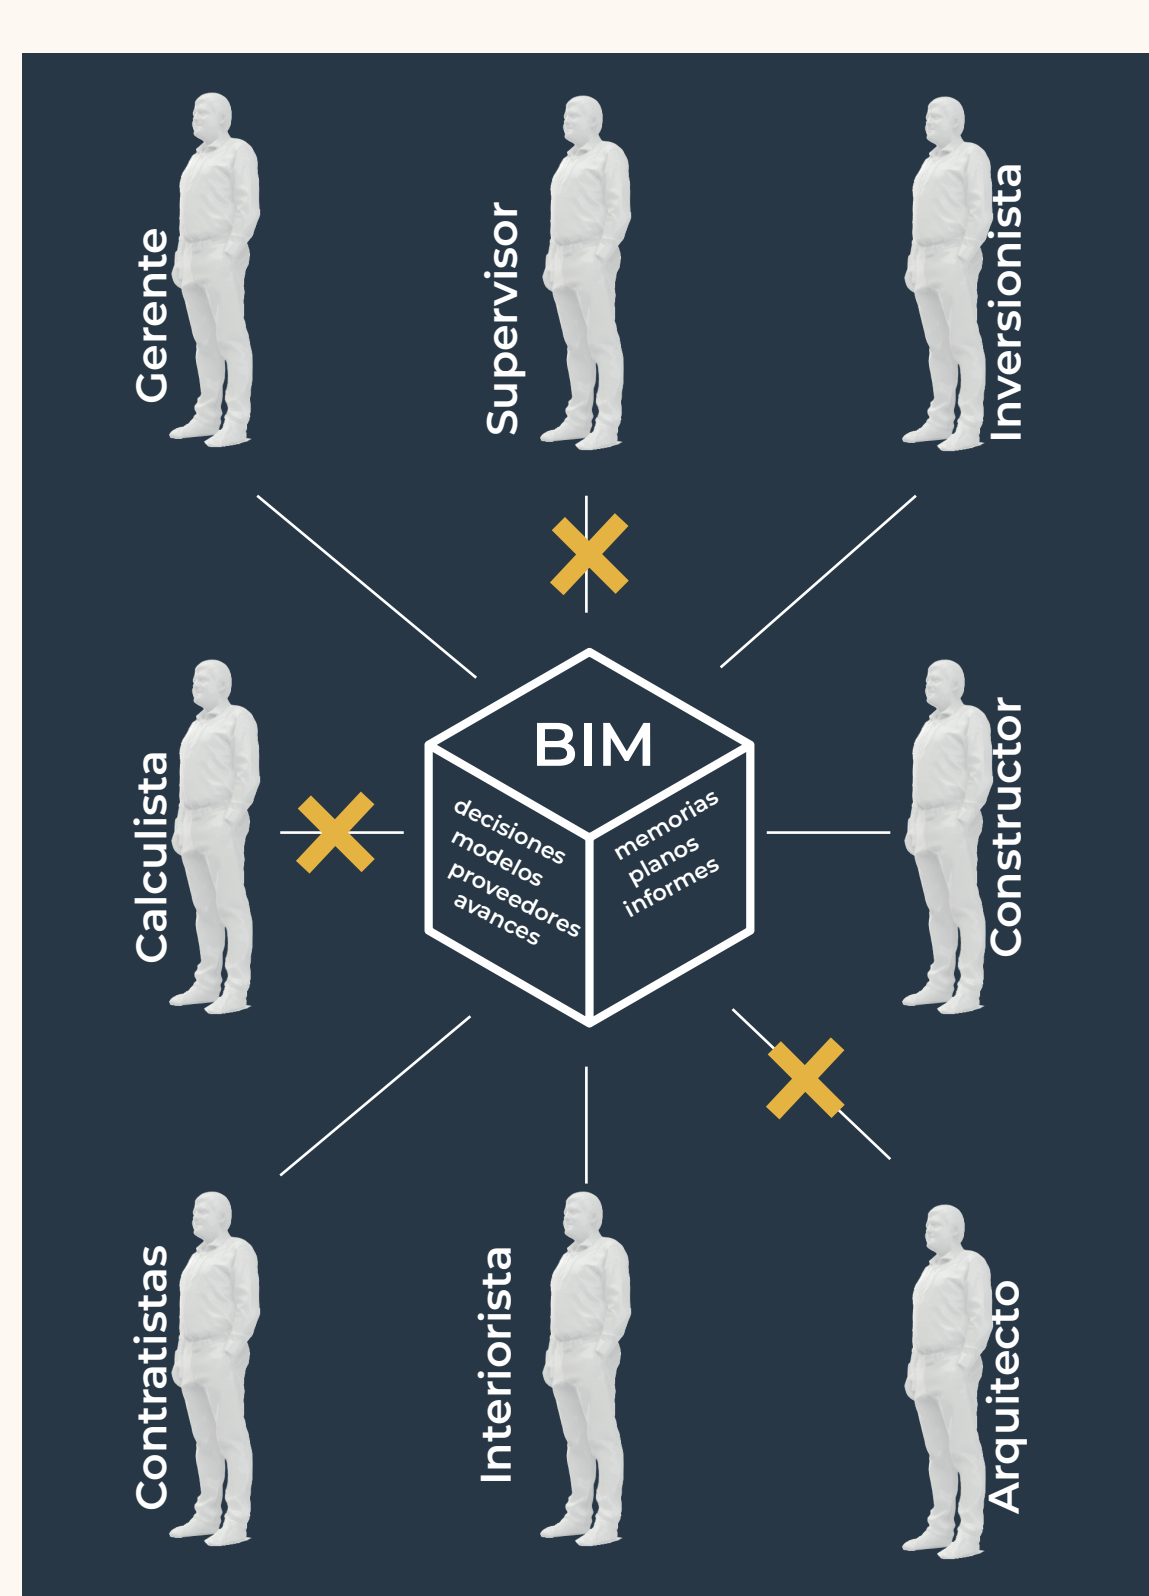 Gerente
Supervisor
Inversionista
BIM
Calculista
decisiones
modelos
proveedores
avances
memorias
planos
informes
Constructor
Contratistas
Interiorista
Arquitecto